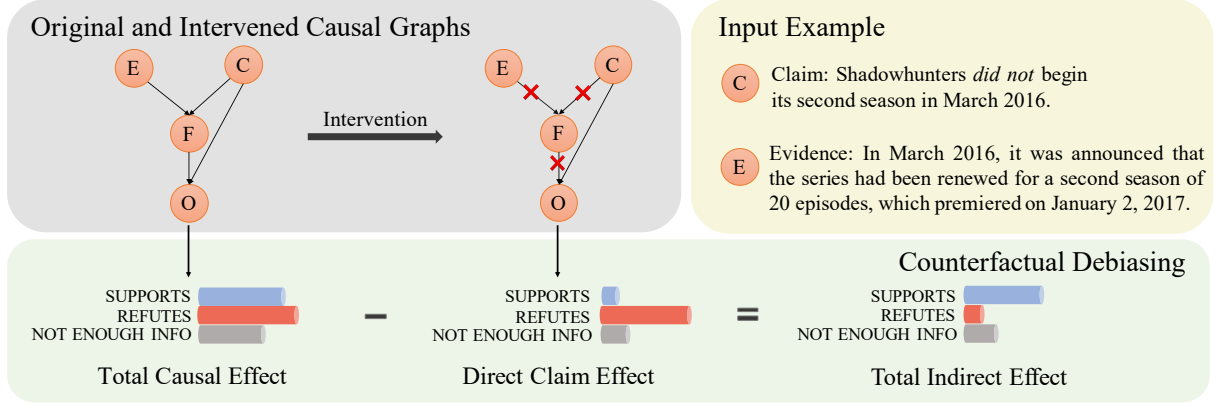 Original and Intervened Causal Graphs
E
C
F
O
Intervention
E
C
F
O
Input Example
C
Claim: Shadowhunters did not begin
its second season in March 2016.
E
Evidence: In March 2016, it was announced that
the series had been renewed for a second season of
20 episodes, which premiered on January 2, 2017.
Counterfactual Debiasing
SUPPORTS
REFUTES
NOT ENOUGH INFO
Total Causal Effect
−
SUPPORTS
REFUTES
NOT ENOUGH INFO
Direct Claim Effect
=
SUPPORTS
REFUTES
NOT ENOUGH INFO
Total Indirect Effect